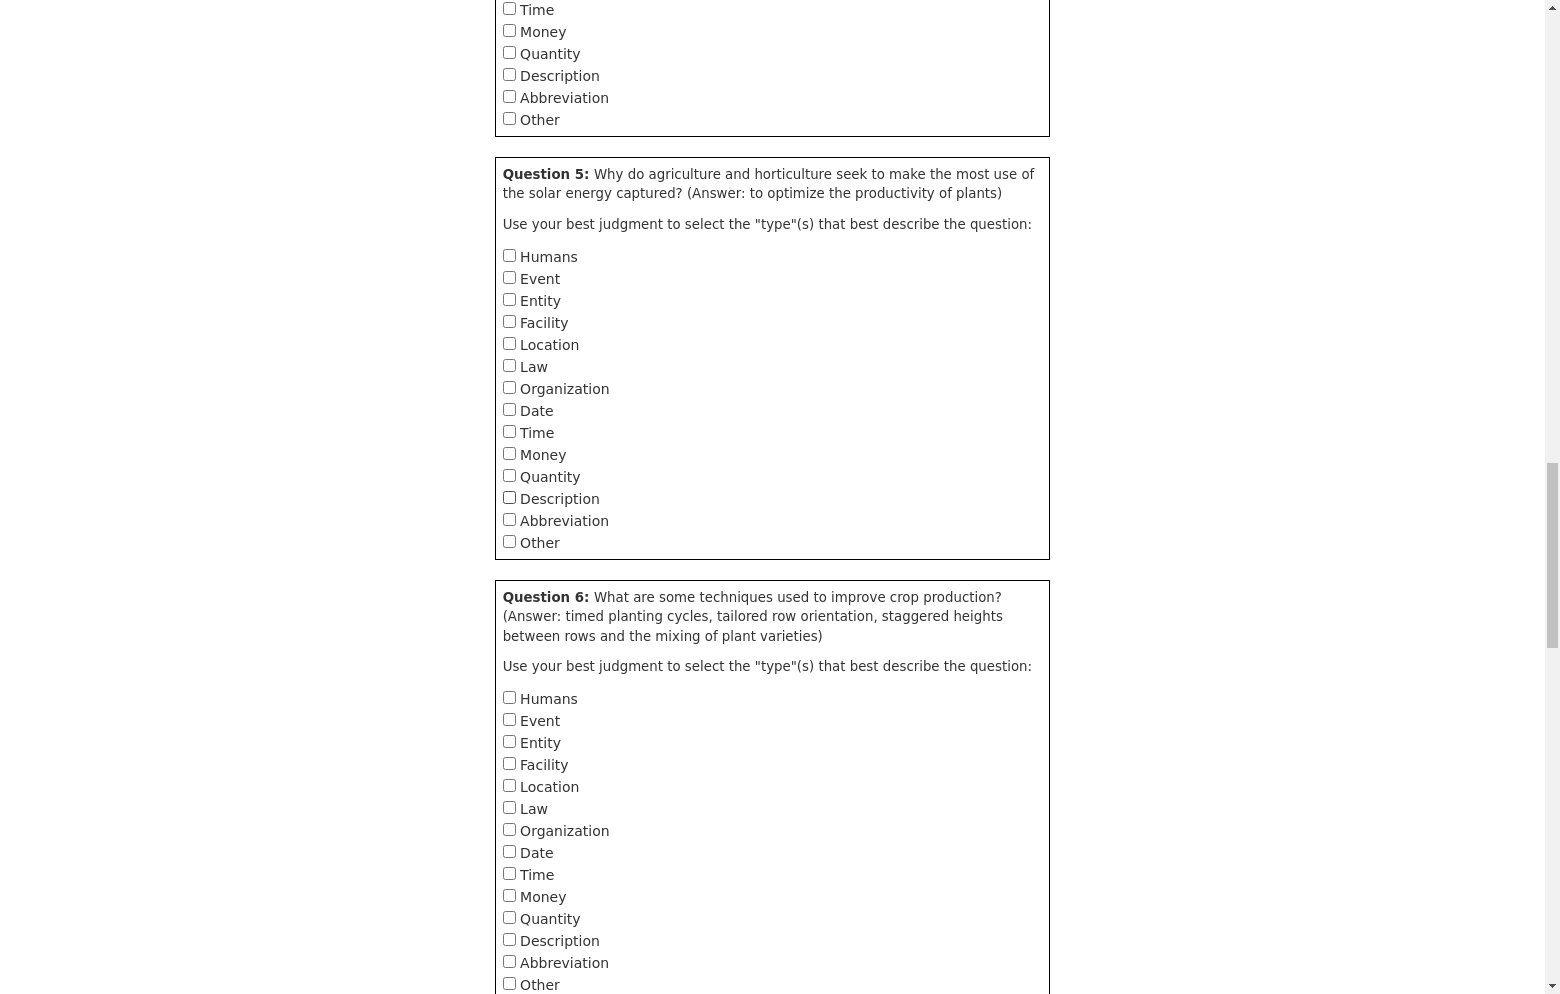 Time
Money
Quantity
Description
Abbreviation
Other
Question 5: Why do agriculture and horticulture seek to make the most use of
the solar energy captured? (Answer: to optimize the productivity of plants)
Use your best judgment to select the "type"(s) that best describe the question:
Humans
Event
Entity
Facility
Location
Law
Organization
Date
Time
Money
Quantity
Description
Abbreviation
Other
Question 6: What are some techniques used to improve crop production?
(Answer: timed planting cycles, tailored row orientation, staggered heights
between rows and the mixing of plant varieties)
Use your best judgment to select the "type"(s) that best describe the question:
Humans
Event
Entity
Facility
Location
Law
Organization
Date
Time
Money
Quantity
Description
Abbreviation
Other